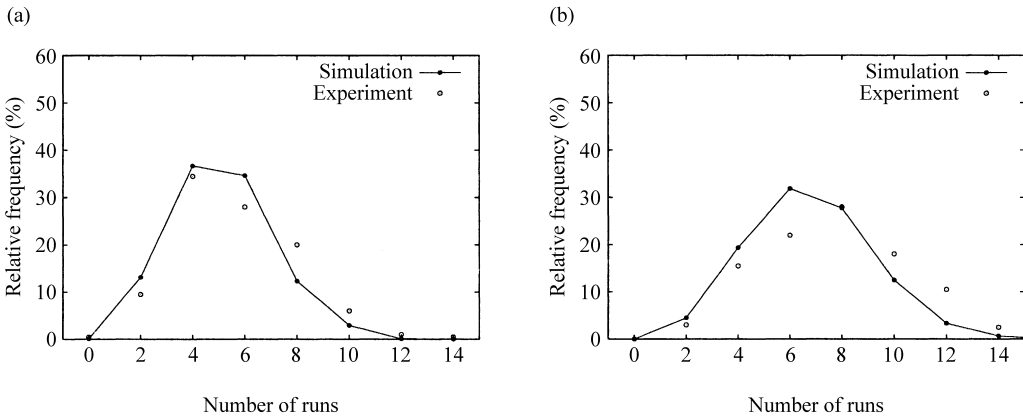 (a)
60
50
40
30
20
10
0
Relative frequency (%)
Simulation
Experiment
0 2 4 6 8 10 12 14
Number of runs
(b)
60
50
40
30
20
10
0
Relative frequency (%)
Simulation
Experiment
0 2 4 6 8 10 12 14
Number of runs